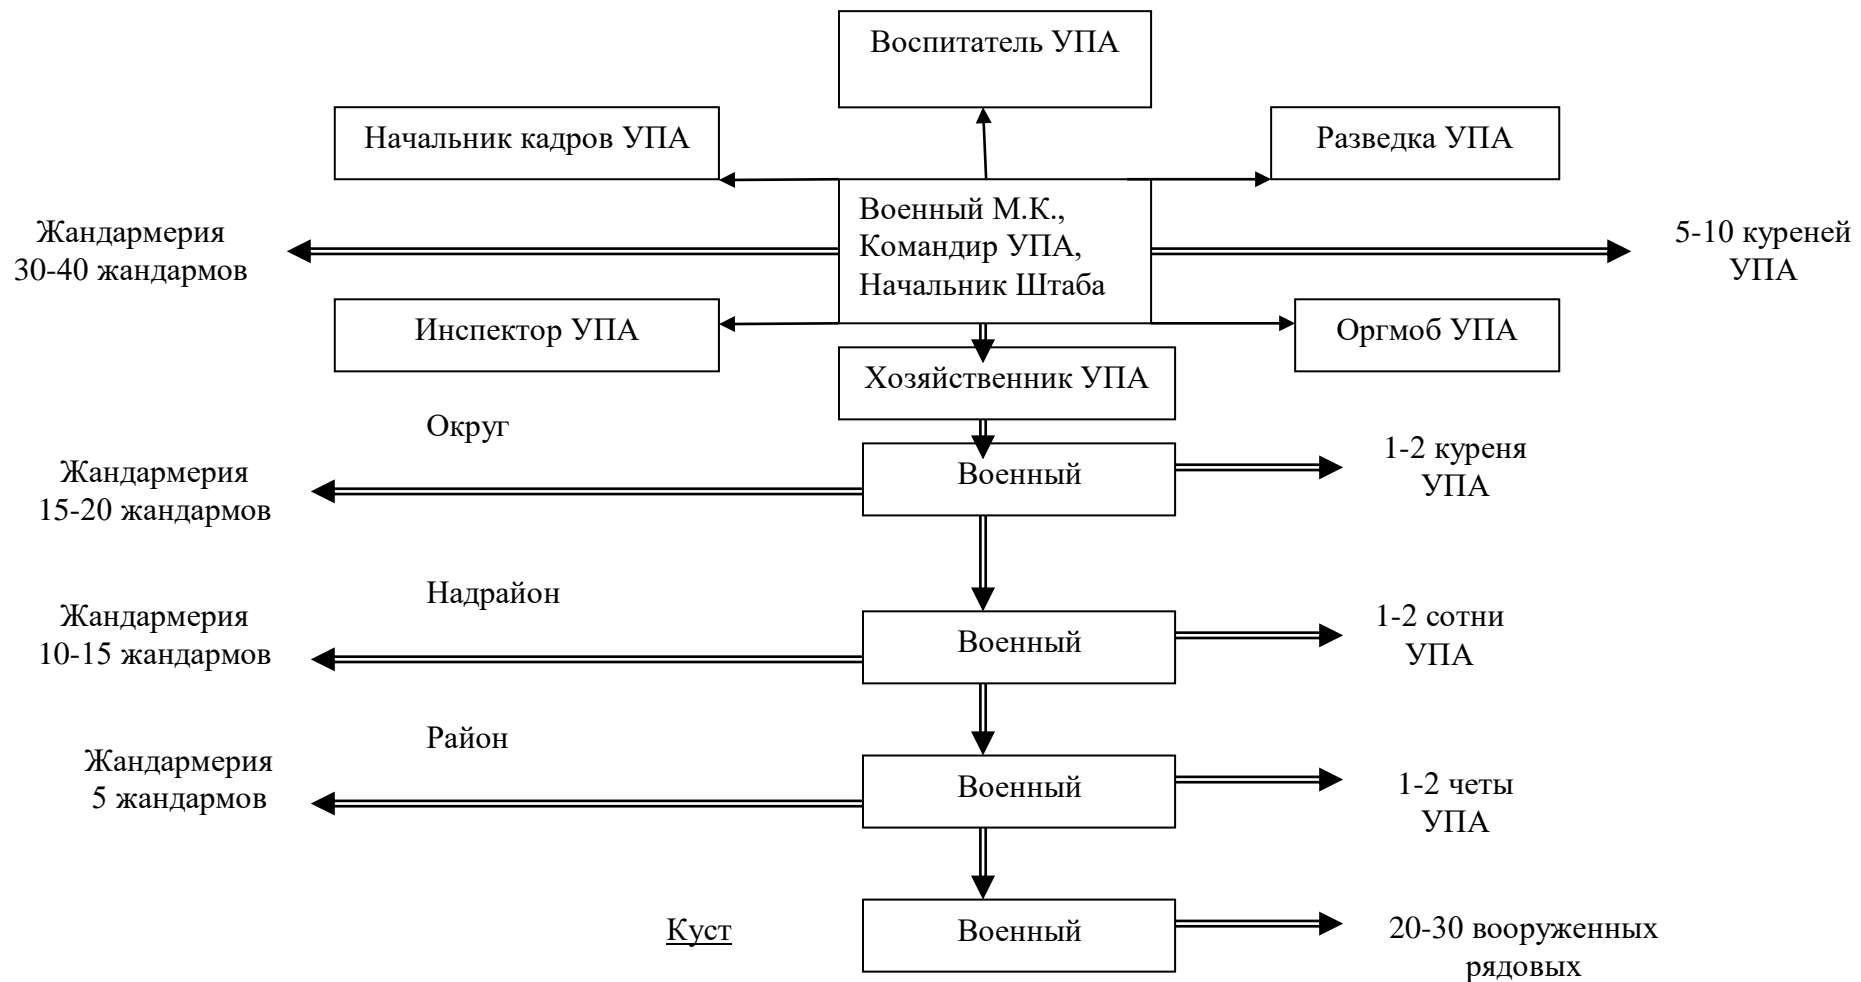 Воспитатель УПА
Начальник кадров УПА
Разведка УПА
Военный М.К.,
Командир УПА,
Начальник Штаба
Жандармерия
30-40 жандармов
5-10 куреней
УПА
Инспектор УПА
Оргмоб УПА
Хозяйственник УПА
Округ
Жандармерия
15-20 жандармов
Военный
1-2 куреня
УПА
Надрайон
Жандармерия
10-15 жандармов
Военный
1-2 сотни
УПА
Район
Жандармерия
5 жандармов
Военный
1-2 четы
УПА
Куст
Военный
20-30 вооруженных
рядовых